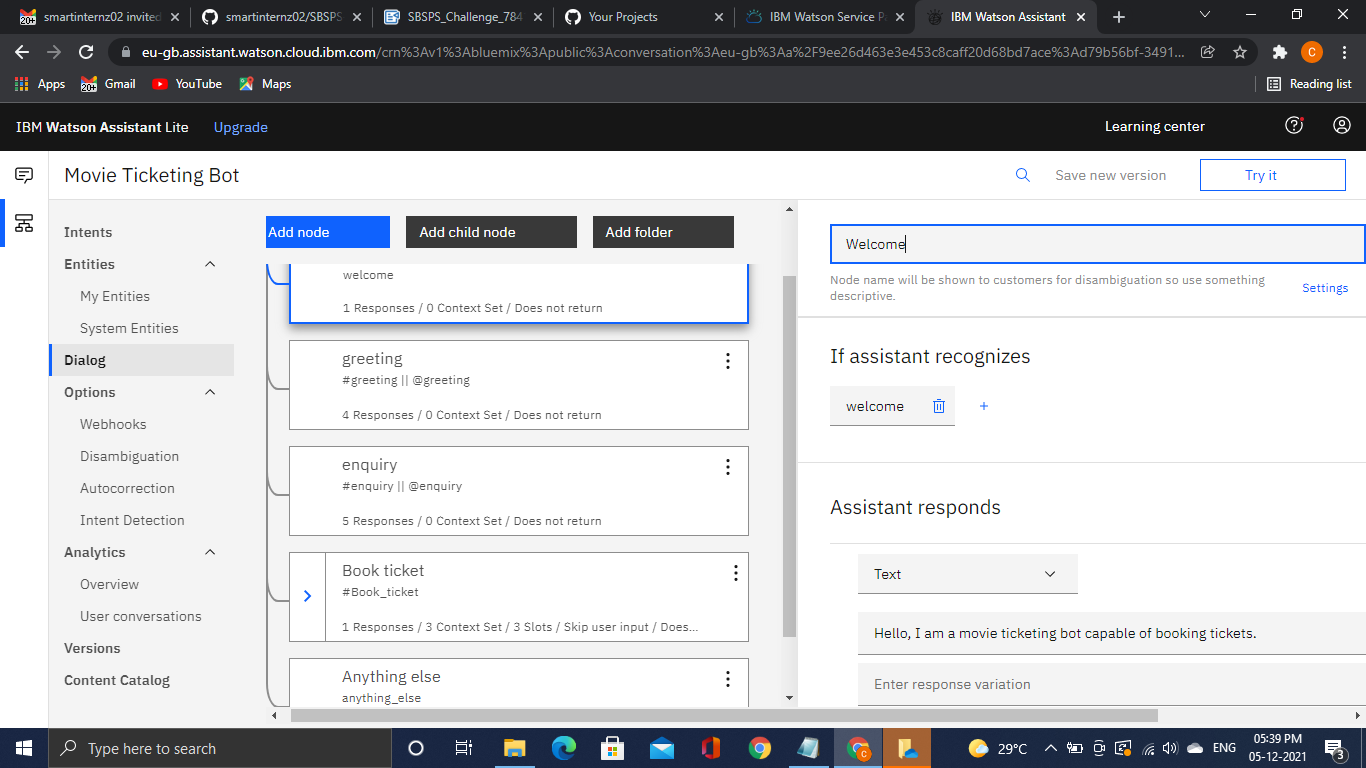 smartinternz02 invited
smartinternz02/SBSPS
SBSPS_Challenge_784
Your Projects
IBM Watson Service Pa
IBM Watson Assistant
eu-gb.assistant.watson.cloud.ibm.com/crn%3Av1%3Abluemix%3Apublic%3Aconversation%3Aeu-gb%3Aa%2F9ee26d463e3e453c8caff20d68bd7ace%3Ad79b56bf-3491...
C
Apps
20+
Gmail
YouTube
Maps
Reading list
IBM Watson Assistant Lite
Upgrade
Learning center
Movie Ticketing Bot
Save new version
Try it
Intents
Entities
My Entities
System Entities
Dialog
Options
Webhooks
Disambiguation
Autocorrection
Intent Detection
Analytics
Overview
User conversations
Versions
Content Catalog
Add node
Add child node
Add folder
welcome
1 Responses / 0 Context Set / Does not return
greeting
#greeting || @greeting
4 Responses / 0 Context Set / Does not return
enquiry
#enquiry || @enquiry
5 Responses / 0 Context Set / Does not return
Book ticket
#Book_ticket
1 Responses / 3 Context Set / 3 Slots / Skip user input / Does...
Anything else
anything_else
Welcome
Node name will be shown to customers for disambiguation so use something
descriptive.
Settings
If assistant recognizes
welcome
Assistant responds
Text
Hello, I am a movie ticketing bot capable of booking tickets.
Enter response variation
Type here to search
29°C
ENG
05:39 PM
05-12-2021
3